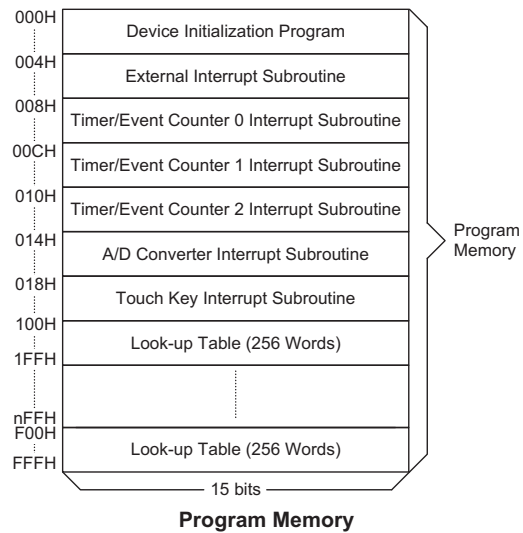 000H
Device Initialization Program
004H
External Interrupt Subroutine
008H
Timer/Event Counter 0 Interrupt Subroutine
00CH
Timer/Event Counter 1 Interrupt Subroutine
010H
Timer/Event Counter 2 Interrupt Subroutine
014H
A/D Converter Interrupt Subroutine
018H
Touch Key Interrupt Subroutine
100H
Look-up Table (256 Words)
1FFH
nFFH
F00H
Look-up Table (256 Words)
FFFH
15 bits
Program
Memory
Program Memory